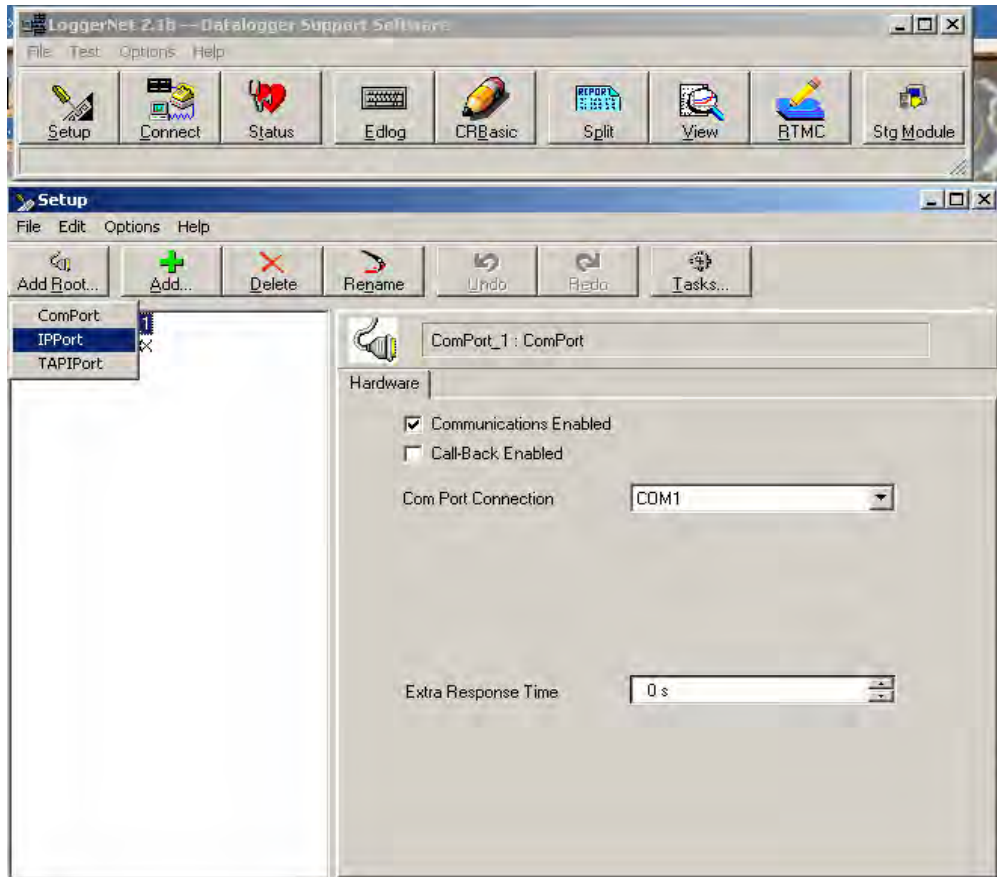 LoggerNet 2.1b -- Datalogger Support Software
File Test Options Help
Setup Connect Status Edlog CRBasic Split View RTMC Stg Module
REPORT
Setup
File Edit Options Help
Add Root... Add... Delete Rename Undo Redo Tasks...
ComPort
IPPort
TAPIPort
1
ComPort_1 : ComPort
Hardware
Communications Enabled
Call-Back Enabled
Com Port Connection COM1
Extra Response Time 0 s